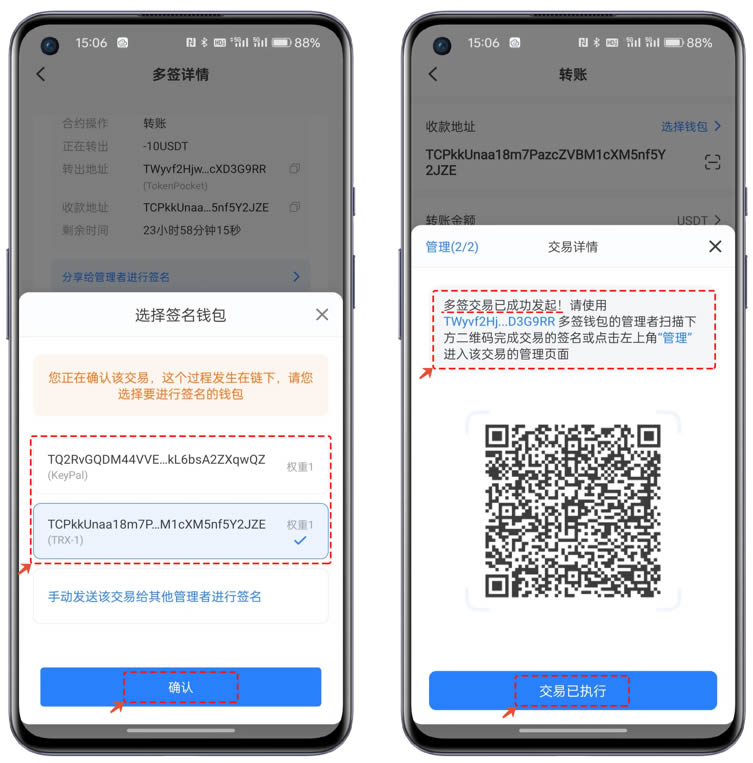 15:06
88%
多签详情
合约操作 转账
正在转出 -10USDT
转出地址 TWyvf2Hjw...cXD3G9RR
(TokenPocket)
收款地址 TCPkkUnaa...5nf5Y2JZE
剩余时间 23小时58分钟15秒
分享给管理者进行签名
选择签名钱包
您正在确认该交易，这个过程发生在链下，请您
选择要进行签名的钱包
TQ2RvGQDM44VVE...kL6bsA2ZXqwQZ 权重1
(KeyPal)
TCPkkUnaa18m7P...M1cXM5nf5Y2JZE 权重1
(TRX-1)
手动发送该交易给其他管理者进行签名
确认
15:06
88%
转账
收款地址 选择钱包
TCPkkUnaa18m7PazcZVBM1cXM5nf5Y
2JZE
转账金额 USDT
管理(2/2) 交易详情
多签交易已成功发起！请使用
TWyvf2Hj...D3G9RR 多签钱包的管理者扫描下
方二维码完成交易的签名或点击左上角“管理”
进入该交易的管理页面
交易已执行